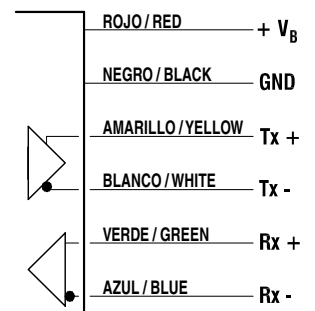 ROJO / RED + V_B
NEGRO / BLACK GND
AMARILLO / YELLOW Tx +
BLANCO / WHITE Tx -
VERDE / GREEN Rx +
AZUL / BLUE Rx -